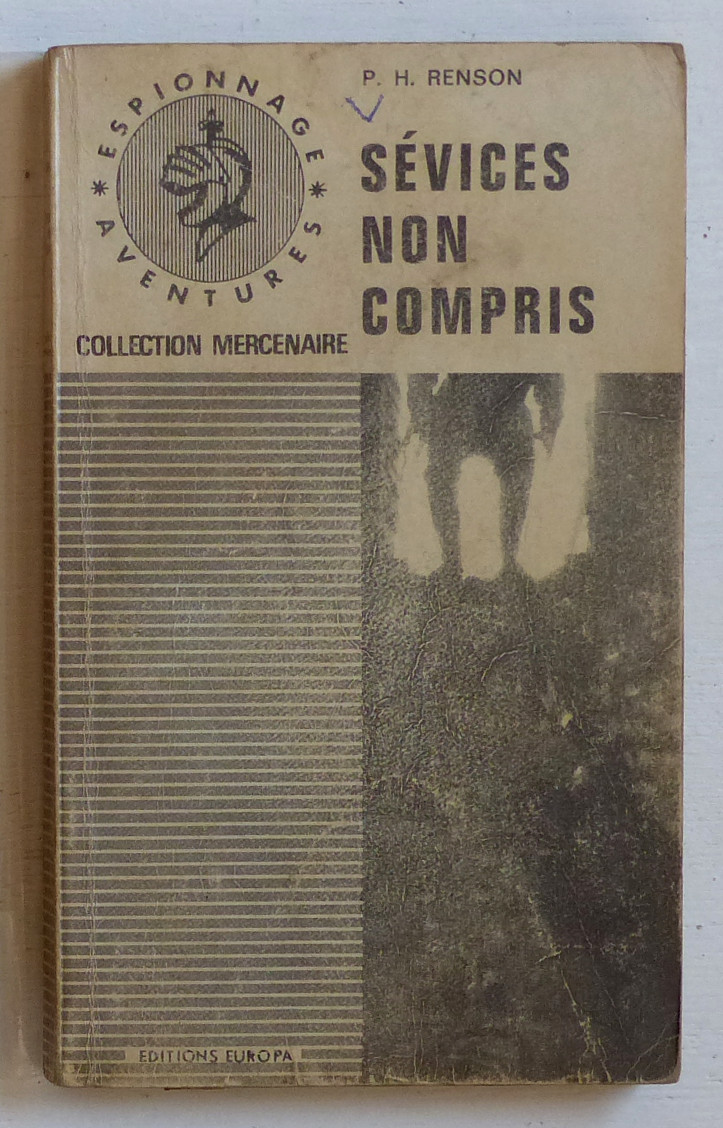 P. H. RENSON
SÉVICES
NON
COMPRIS
* ESPIONNAGE *
AVENTURES
COLLECTION MERCENAIRE
EDITIONS EUROPA